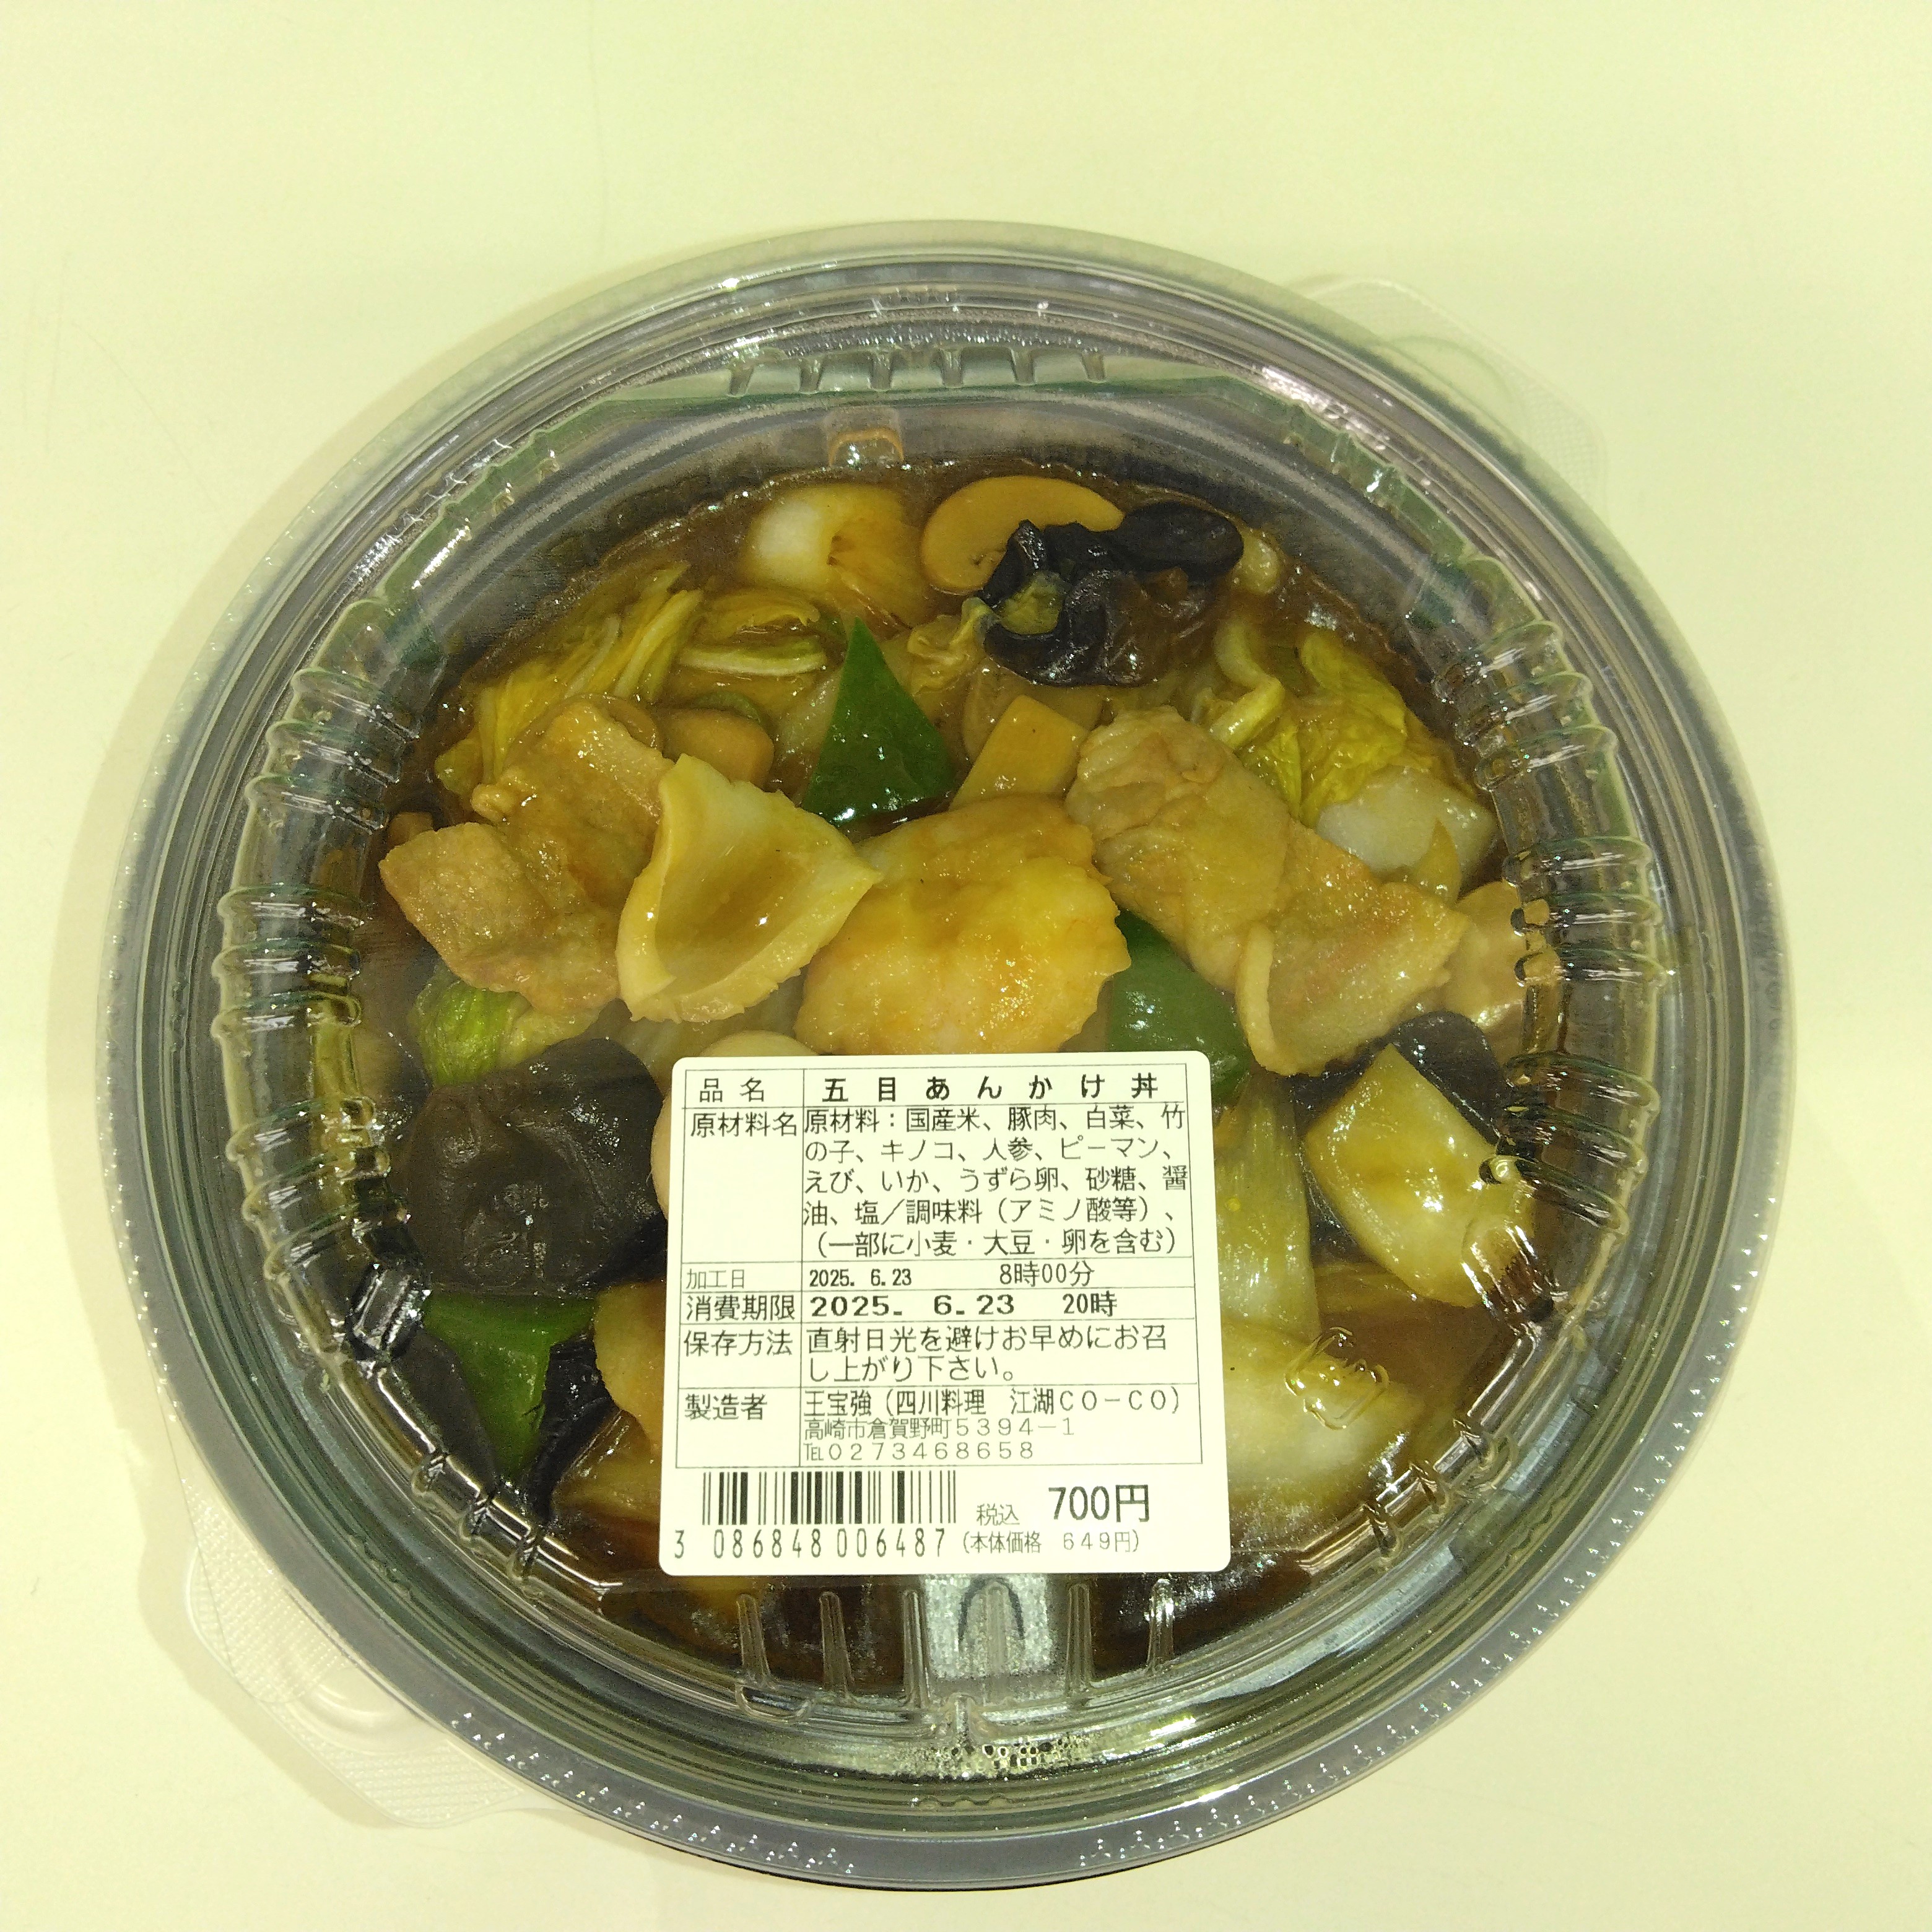 品名 五目あんかけ丼
原材料名 原材料：国産米、豚肉、白菜、竹
の子、キノコ、人参、ピーマン、
えび、いか、うずら卵、砂糖、醤
油、塩／調味料（アミノ酸等）、
（一部に小麦・大豆・卵を含む）
加工日 2025. 6.23 8時00分
消費期限 2025. 6.23 20時
保存方法 直射日光を避けお早めにお召
し上がり下さい。
製造者 王宝強（四川料理 江湖ＣＯ－ＣＯ）
高崎市倉賀野町５３９４－１
℡０２７３４６８６５８
税込 700円
3 086848 006487 (本体価格 649円)